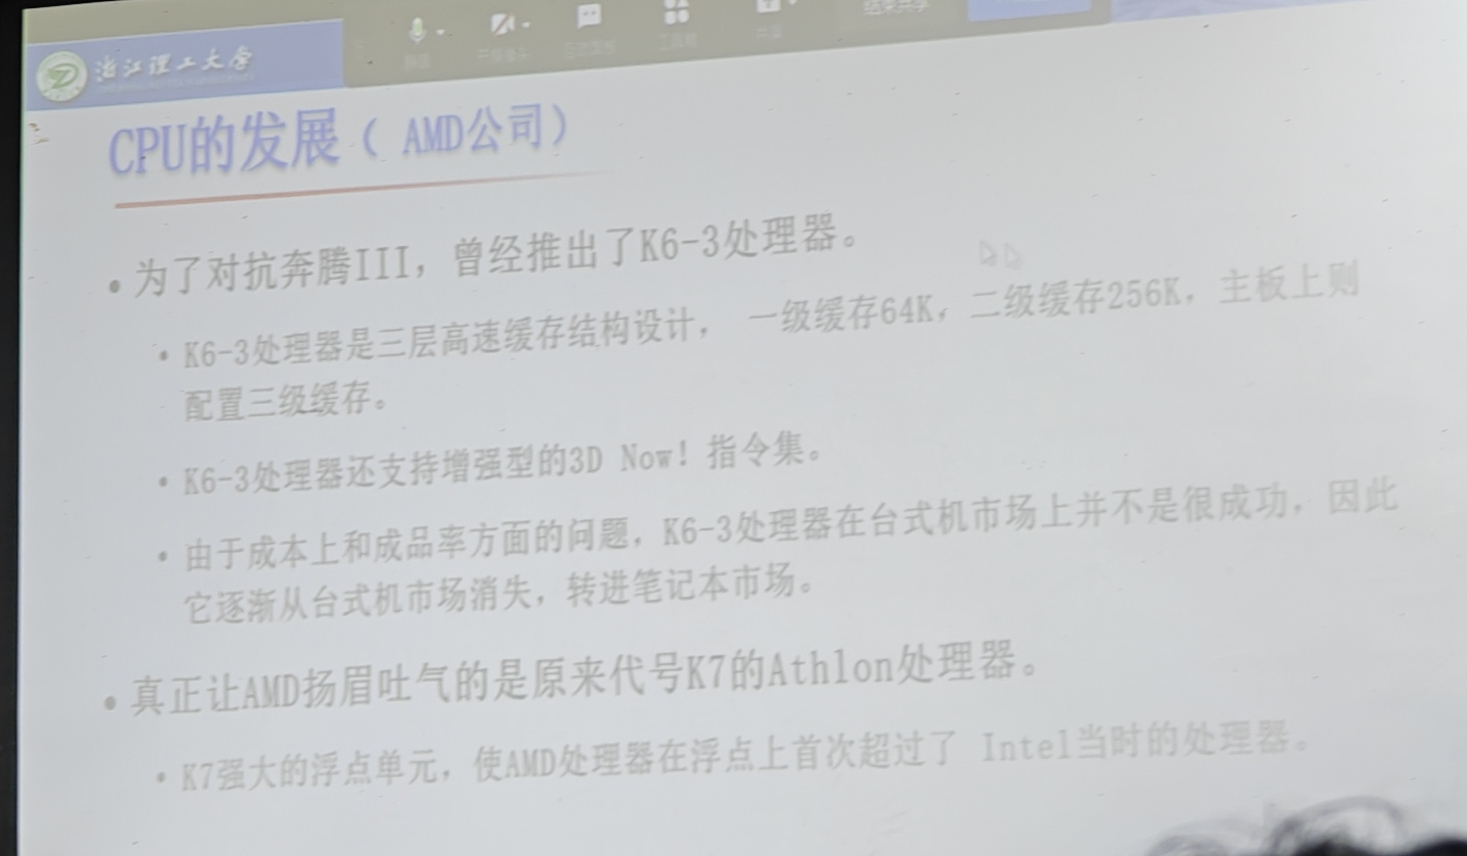 浙江理工大学
结束共享
CPU的发展（ AMD公司）
• 为了对抗奔腾III，曾经推出了K6-3处理器。
• K6-3处理器是三层高速缓存结构设计， 一级缓存64K，二级缓存256K，主板上则
配置三级缓存。
• K6-3处理器还支持增强型的3D Now! 指令集。
• 由于成本上和成品率方面的问题，K6-3处理器在台式机市场上并不是很成功，因此
它逐渐从台式机市场消失，转进笔记本市场。
• 真正让AMD扬眉吐气的是原来代号K7的Athlon处理器。
• K7强大的浮点单元，使AMD处理器在浮点上首次超过了 Intel当时的处理器。